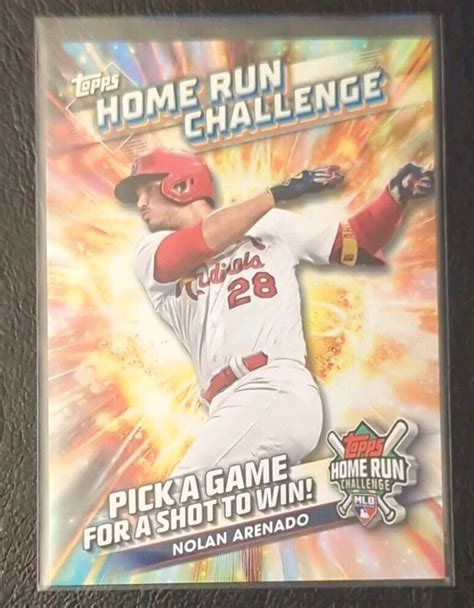 Topps
HOME RUN
CHALLENGE
Cardinals
28
PICK A GAME
FOR A SHOT TO WIN!
NOLAN ARENADO
Topps
HOME RUN
CHALLENGE
MLB